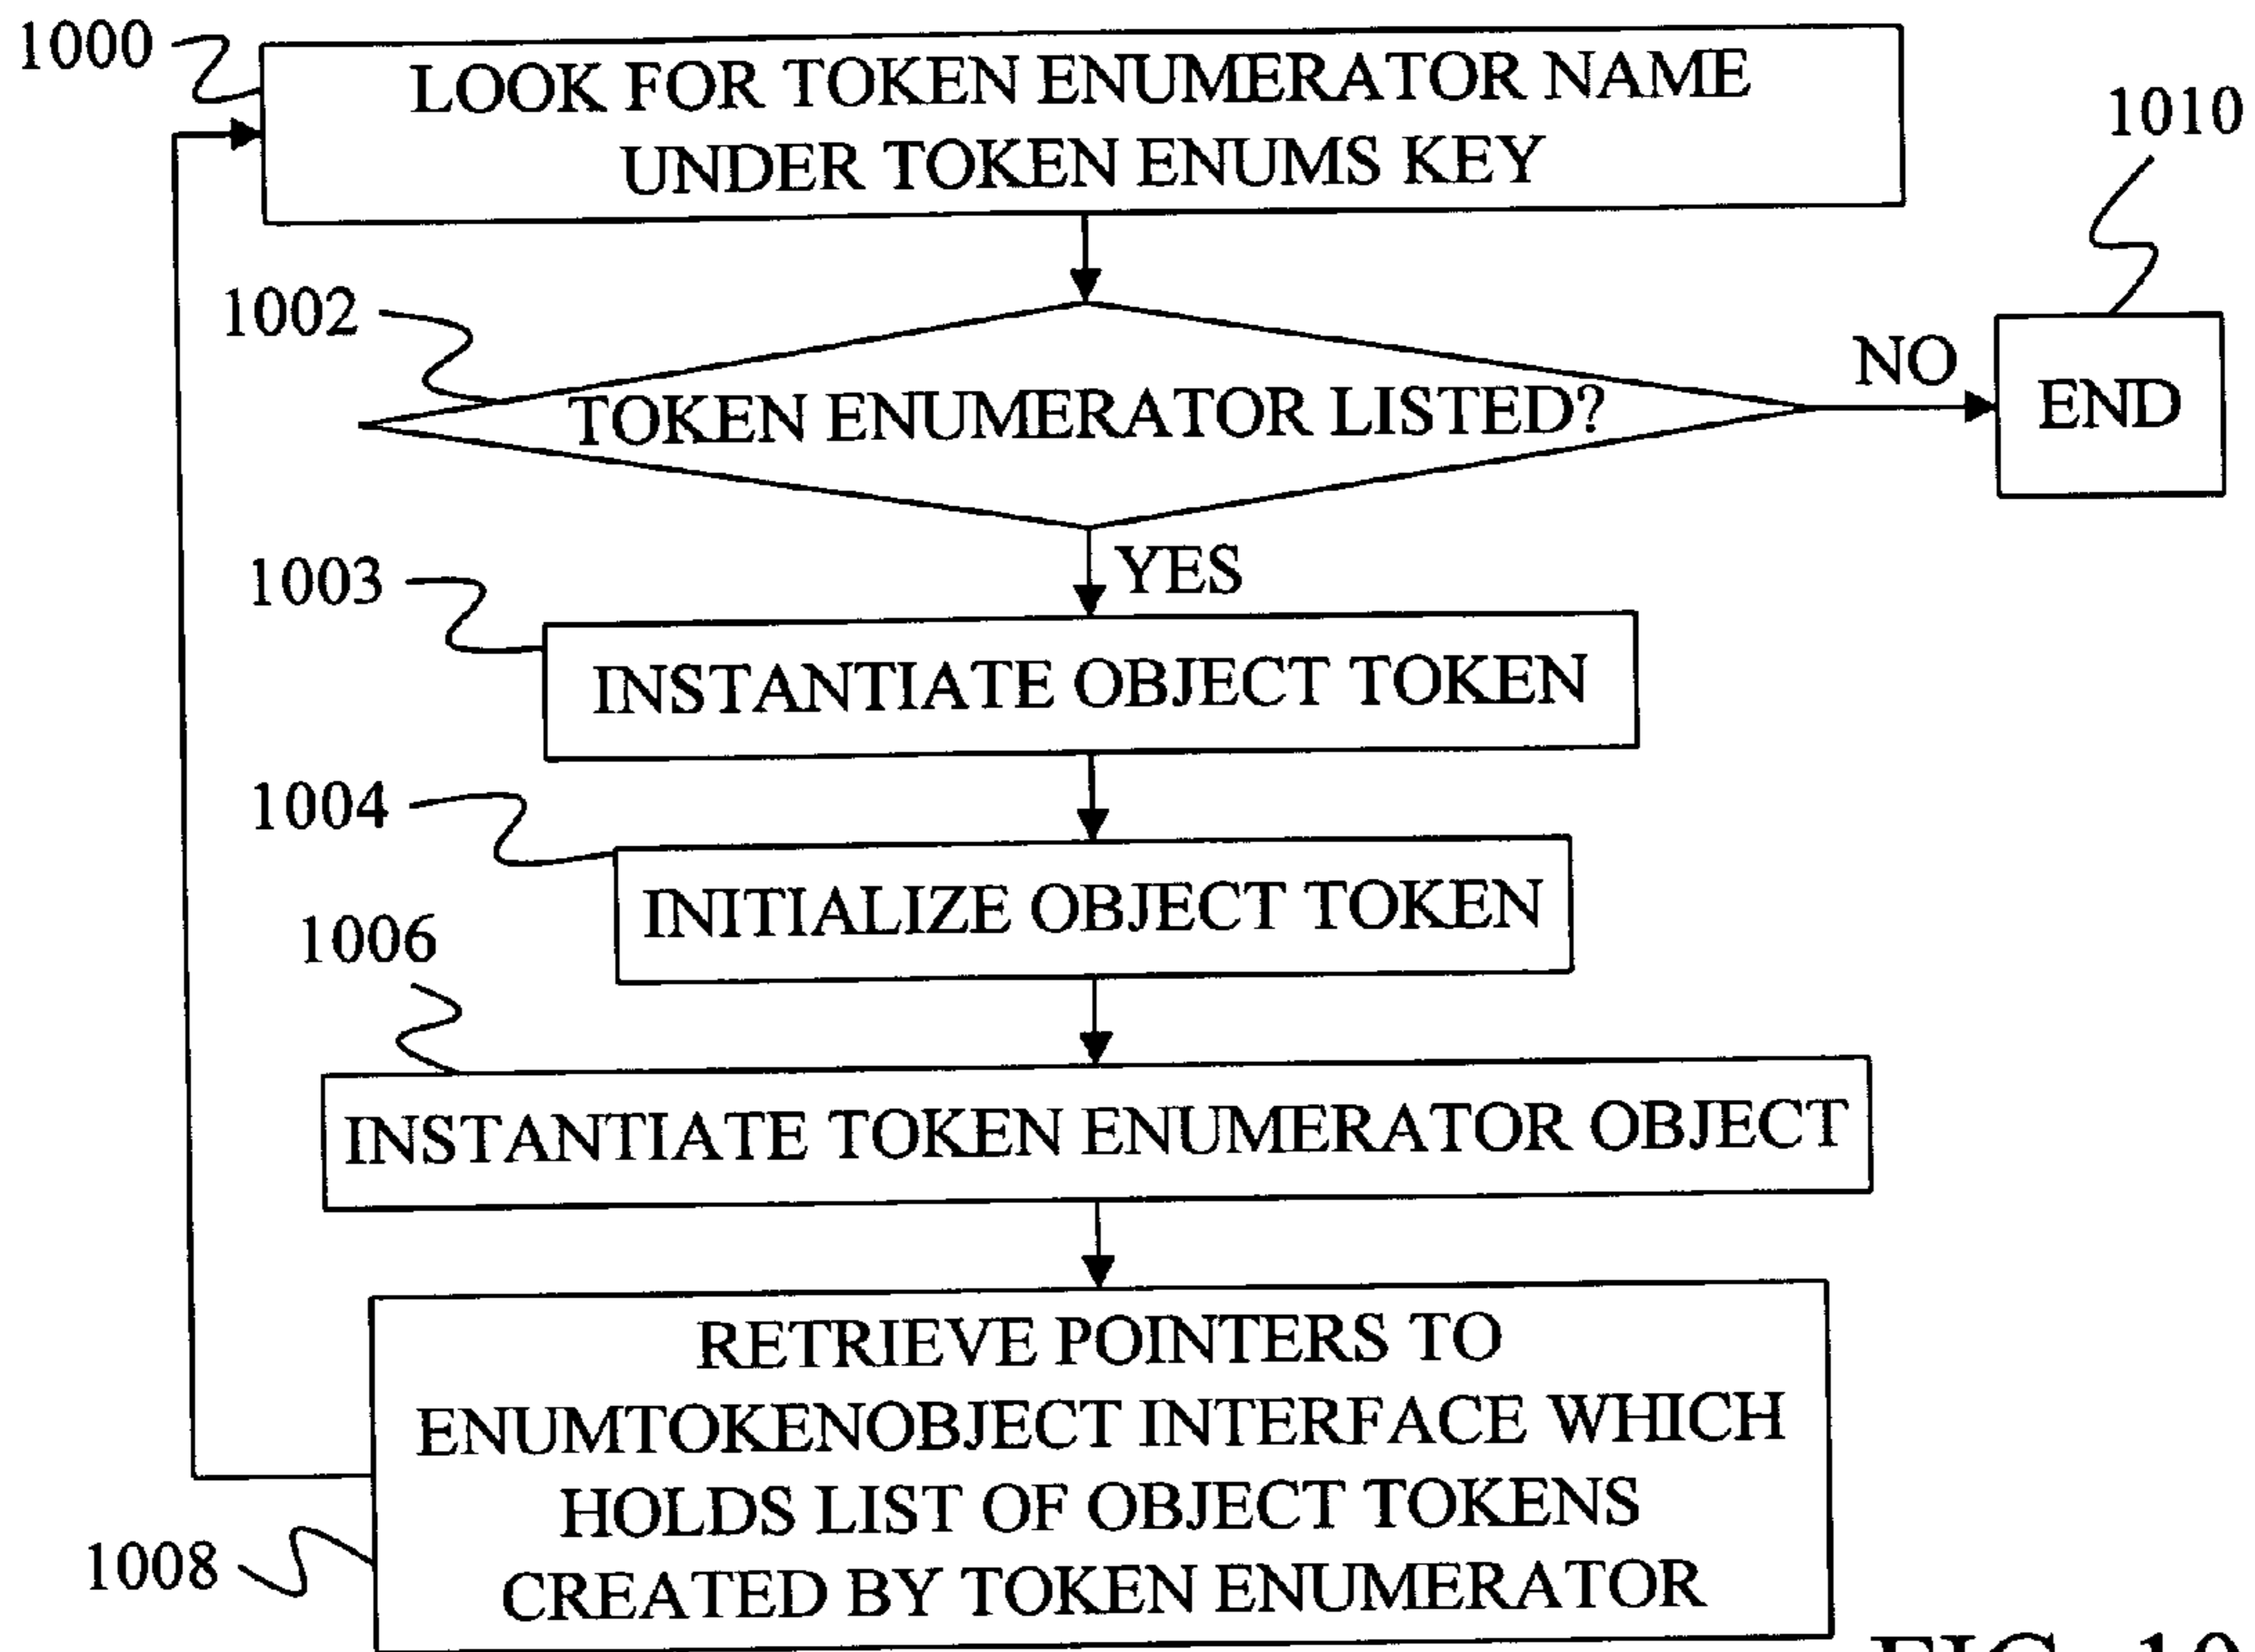 1000
LOOK FOR TOKEN ENUMERATOR NAME
UNDER TOKEN ENUMS KEY
1010
1002
TOKEN ENUMERATOR LISTED?
NO
END
YES
1003
INSTANTIATE OBJECT TOKEN
1004
INITIALIZE OBJECT TOKEN
1006
INSTANTIATE TOKEN ENUMERATOR OBJECT
RETRIEVE POINTERS TO
ENUMTOKENOBJECT INTERFACE WHICH
HOLDS LIST OF OBJECT TOKENS
1008
CREATED BY TOKEN ENUMERATOR
FIG. 10